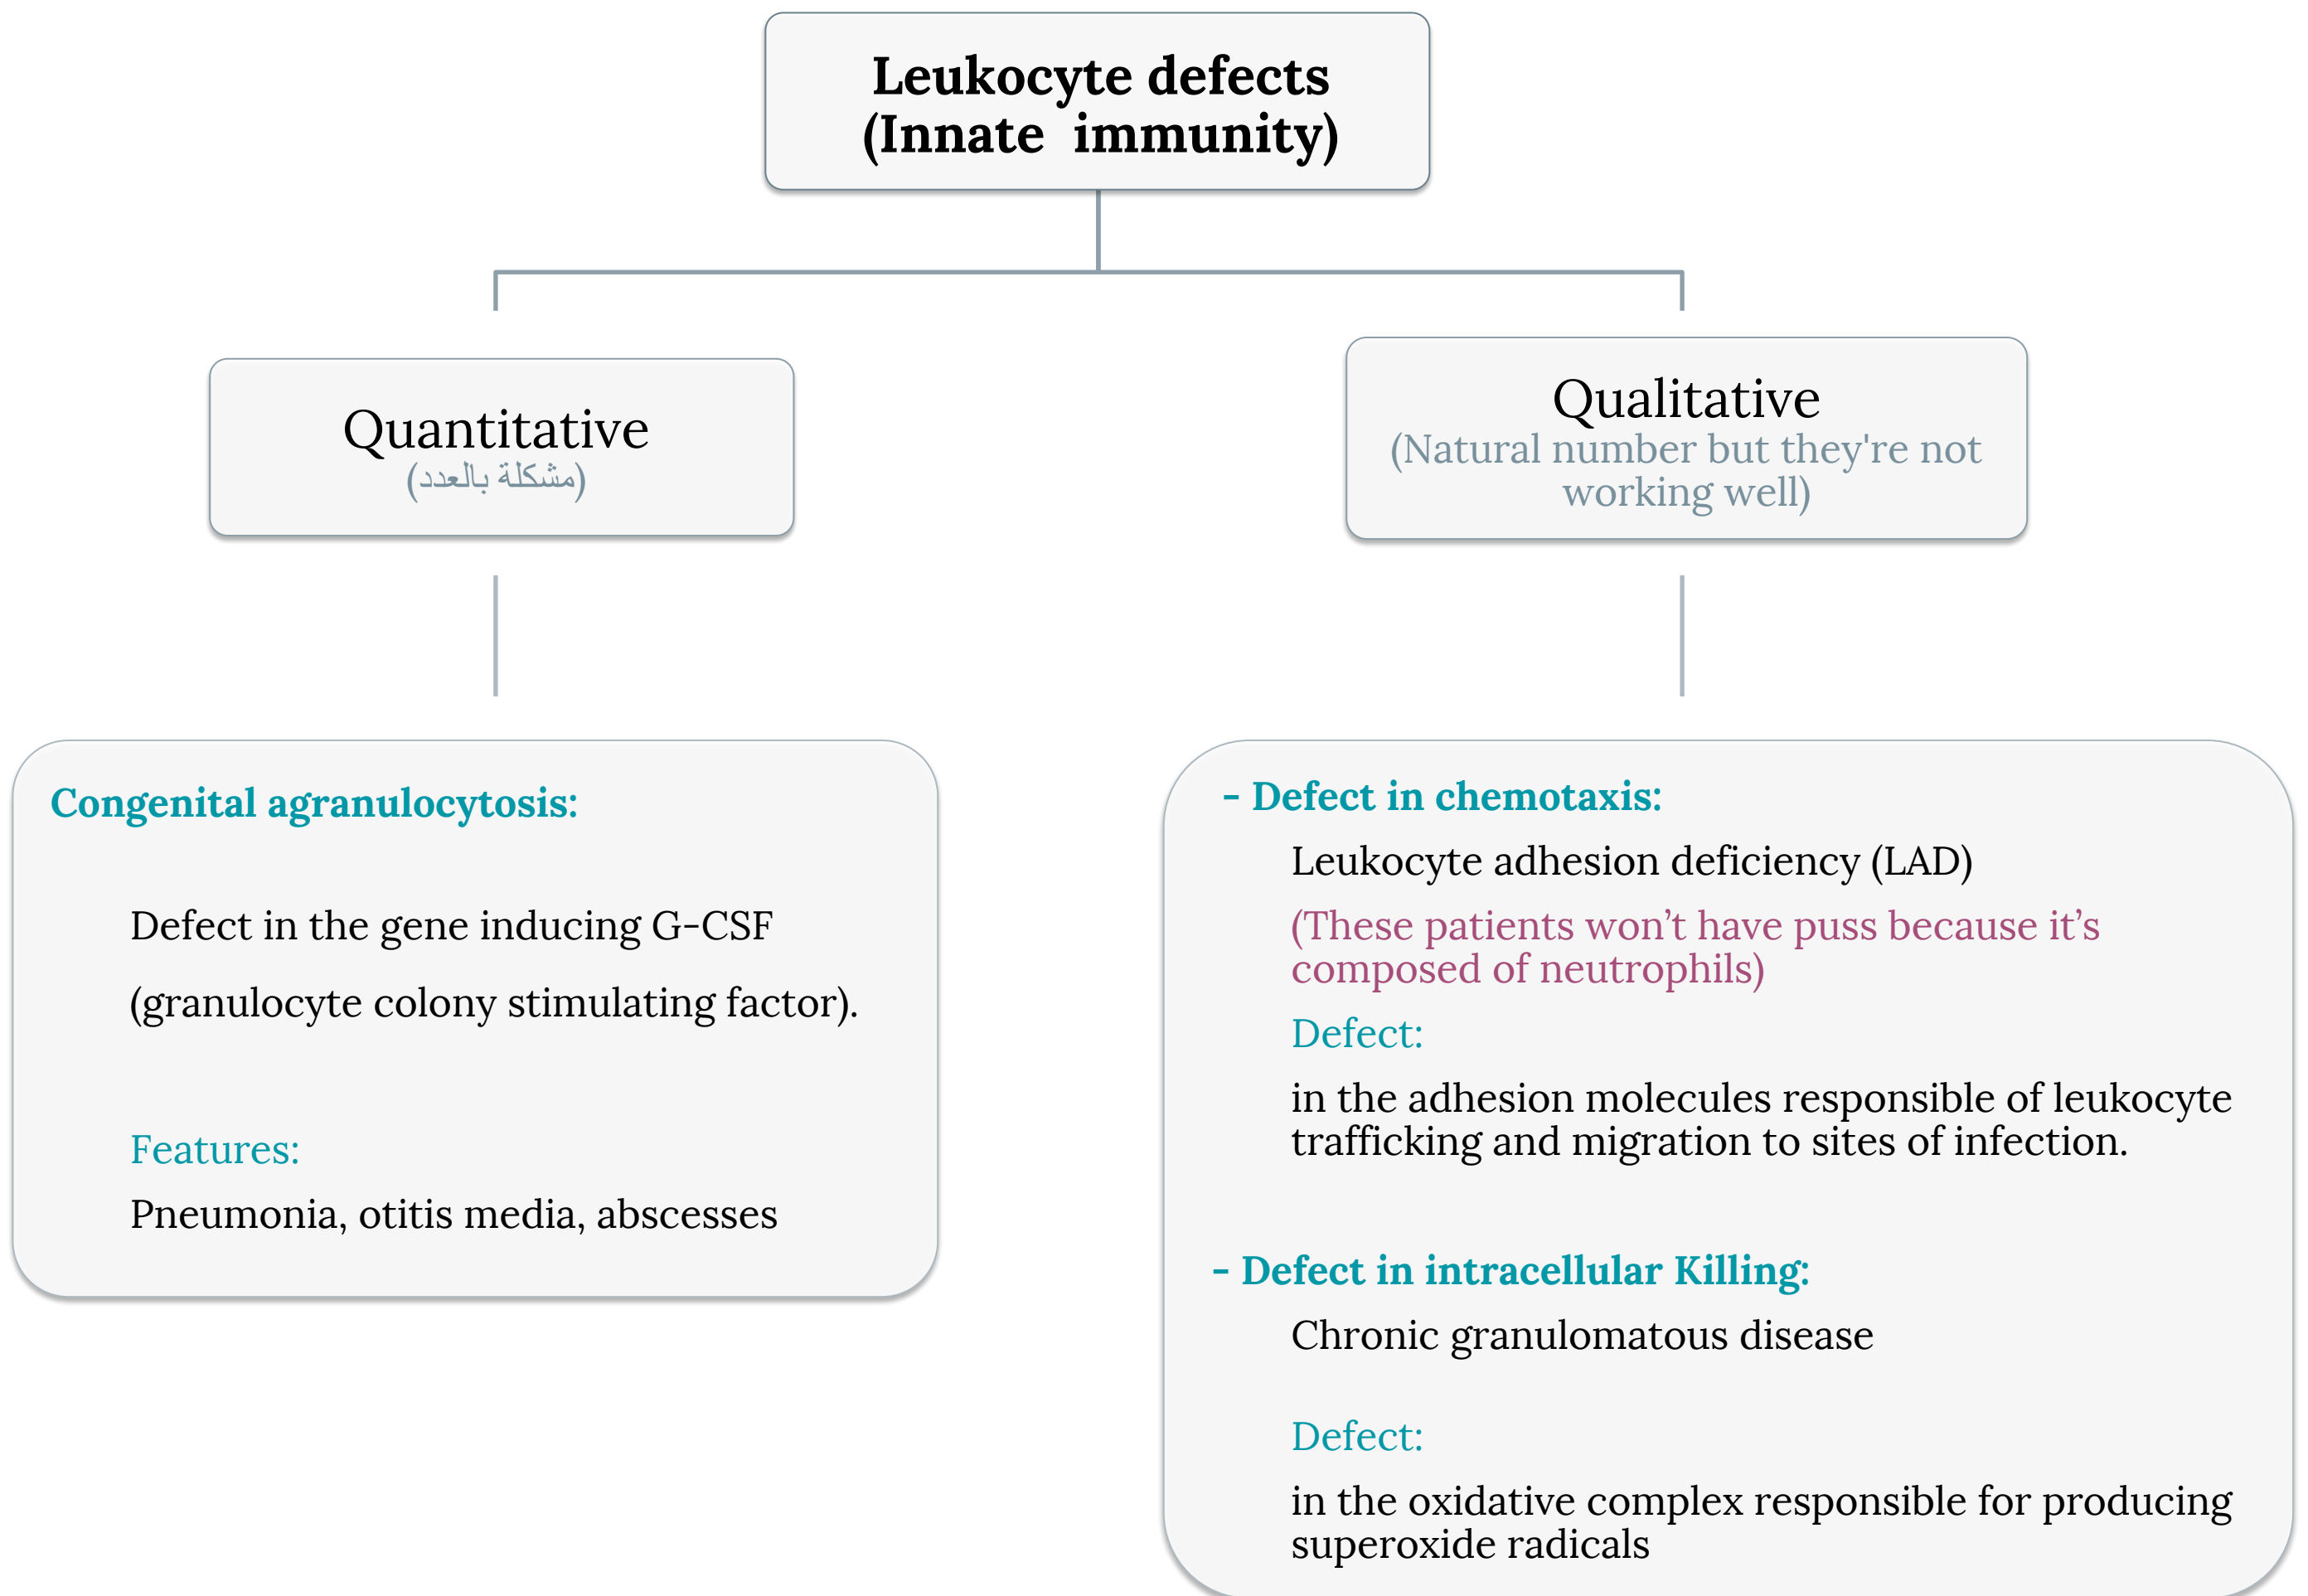 Leukocyte defects
(Innate immunity)
Quantitative
(مشكلة بالعدد)
Qualitative
(Natural number but they're not
working well)
Congenital agranulocytosis:
Defect in the gene inducing G-CSF
(granulocyte colony stimulating factor).
Features:
Pneumonia, otitis media, abscesses
- Defect in chemotaxis:
Leukocyte adhesion deficiency (LAD)
(These patients won’t have puss because it’s
composed of neutrophils)
Defect:
in the adhesion molecules responsible of leukocyte
trafficking and migration to sites of infection.
- Defect in intracellular Killing:
Chronic granulomatous disease
Defect:
in the oxidative complex responsible for producing
superoxide radicals